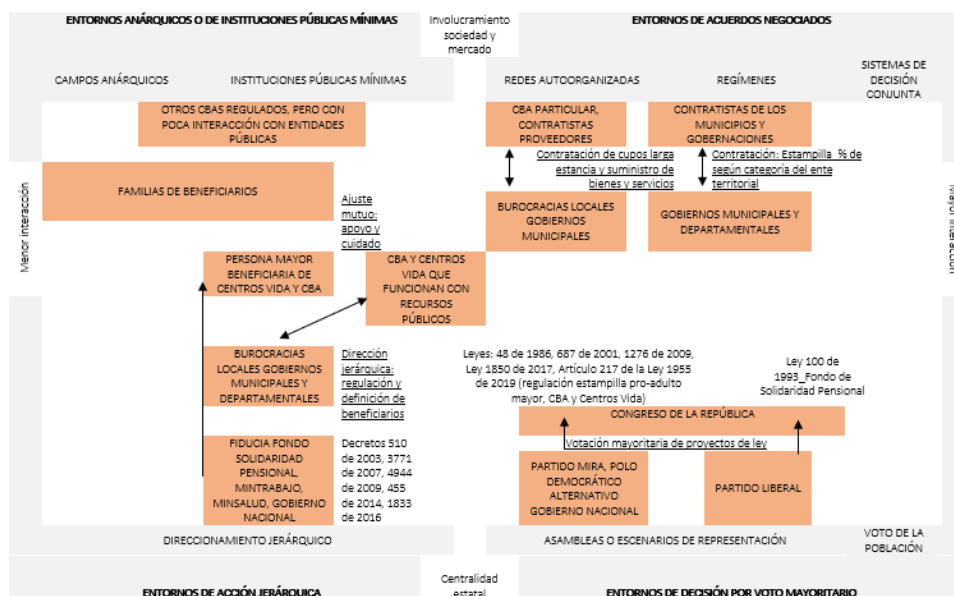 ENTORNOS ANÁRQUICOS O DE INSTITUCIONES PÚBLICAS MÍNIMAS
Involucramiento
sociedad y
mercado
ENTORNOS DE ACUERDOS NEGOCIADOS
CAMPOS ANÁRQUICOS
INSTITUCIONES PÚBLICAS MÍNIMAS
REDES AUTOORGANIZADAS
REGÍMENES
SISTEMAS DE
DECISIÓN
CONJUNTA
OTROS CBAS REGULADOS, PERO CON
POCA INTERACCIÓN CON ENTIDADES
PÚBLICAS
CBA PARTICULAR,
CONTRATISTAS
PROVEEDORES
CONTRATISTAS DE LOS
MUNICIPIOS Y
GOBERNACIONES
Contratación de cupos larga
estancia y suministro de
bienes y servicios
Contratación: Estampilla % de
según categoría del ente
territorial
Menor interacción
Mayor interacción
FAMILIAS DE BENEFICIARIOS
Ajuste
mutuo:
apoyo y
cuidado
BUROCRACIAS LOCALES
GOBIERNOS
MUNICIPALES
GOBIERNOS MUNICIPALES Y
DEPARTAMENTALES
PERSONA MAYOR
BENEFICIARIA DE
CENTROS VIDA Y CBA
CBA Y CENTROS
VIDA QUE
FUNCIONAN CON
RECURSOS
PÚBLICOS
BUROCRACIAS
LOCALES GOBIERNOS
MUNICIPALES Y
DEPARTAMENTALES
Dirección
jerárquica:
regulación y
definición de
beneficiarios
Leyes: 48 de 1986, 687 de 2001, 1276 de 2009,
Ley 1850 de 2017, Artículo 217 de la Ley 1955
de 2019 (regulación estampilla pro-adulto
mayor, CBA y Centros Vida)
Ley 100 de
1993_Fondo de
Solidaridad Pensional
CONGRESO DE LA REPÚBLICA
Votación mayoritaria de proyectos de ley
FIDUCIA FONDO
SOLIDARIDAD
PENSIONAL,
MINTRABAJO,
MINSALUD, GOBIERNO
NACIONAL
Decretos 510
de 2003, 3771
de 2007, 4944
de 2009, 455
de 2014, 1833
de 2016
PARTIDO MIRA, POLO
DEMOCRÁTICO
ALTERNATIVO
GOBIERNO NACIONAL
PARTIDO LIBERAL
DIRECCIONAMIENTO JERÁRQUICO
ASAMBLEAS O ESCENARIOS DE REPRESENTACIÓN
VOTO DE LA
POBLACIÓN
ENTORNOS DE ACCIÓN JERÁRQUICA
Centralidad
estatal
ENTORNOS DE DECISIÓN POR VOTO MAYORITARIO